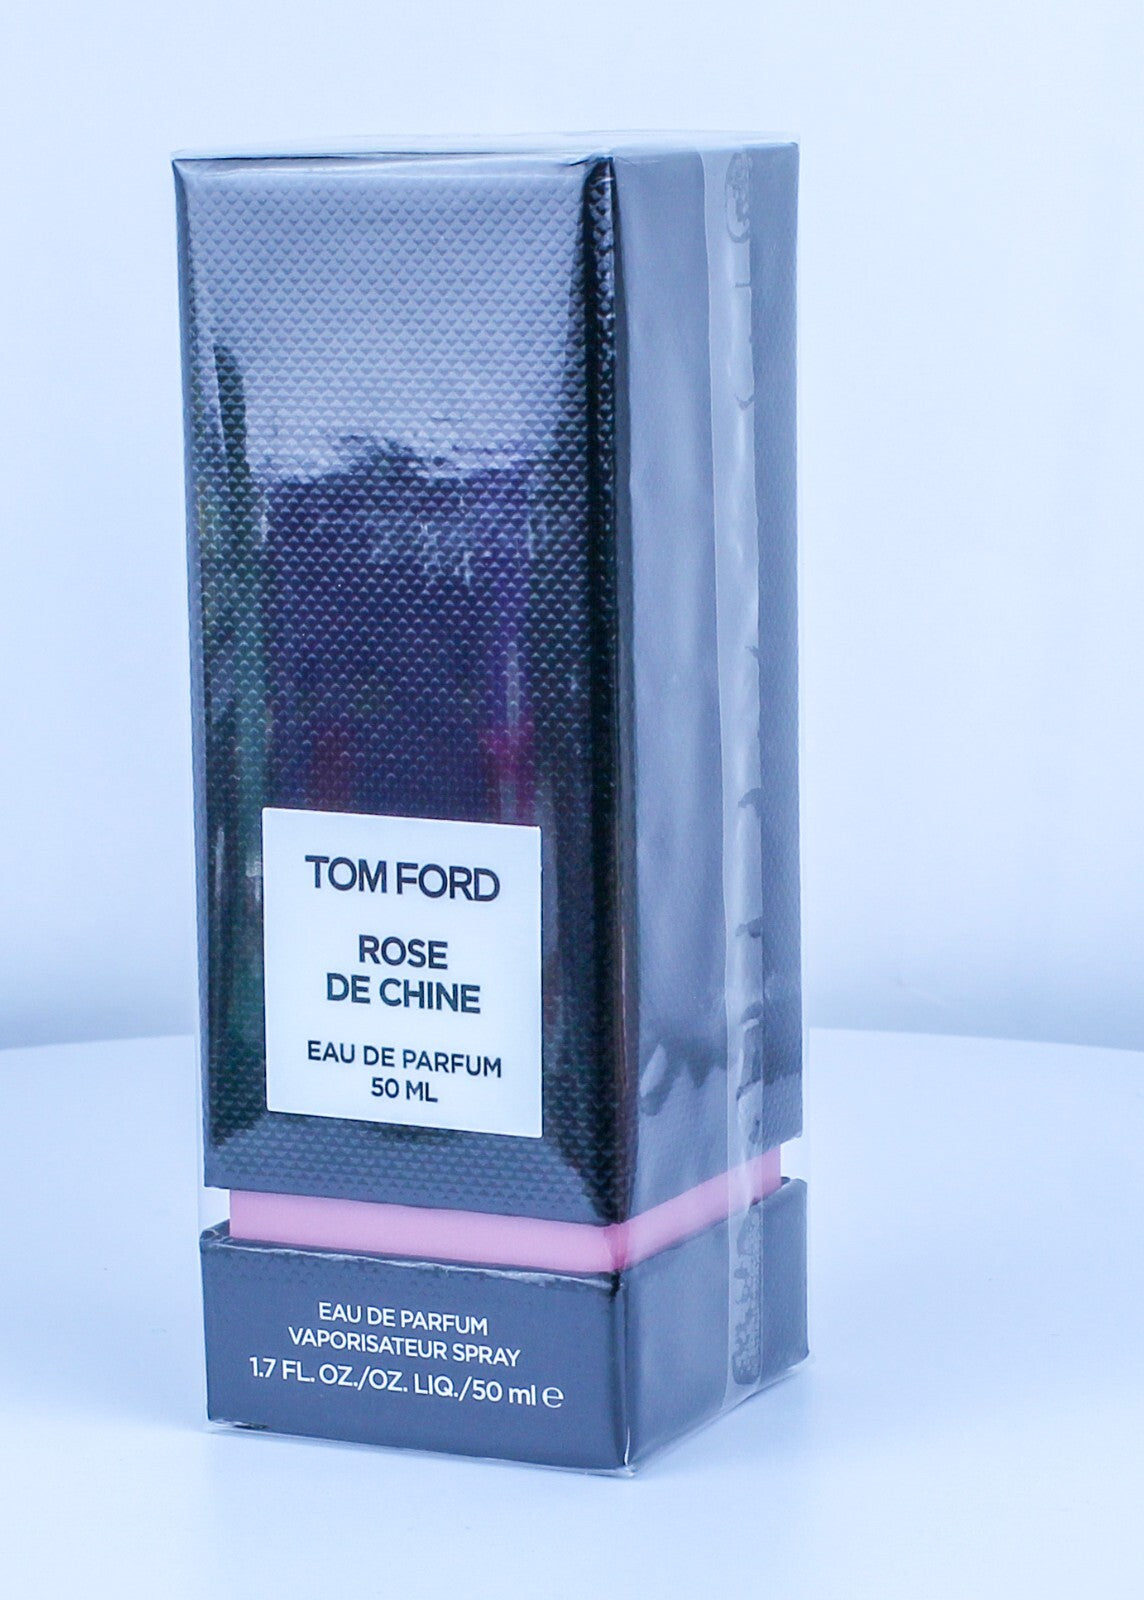 TOM FORD
ROSE
DE CHINE
EAU DE PARFUM
50 ML
EAU DE PARFUM
VAPORISATEUR SPRAY
1.7 FL. OZ./OZ. LIQ./50 ml ℮